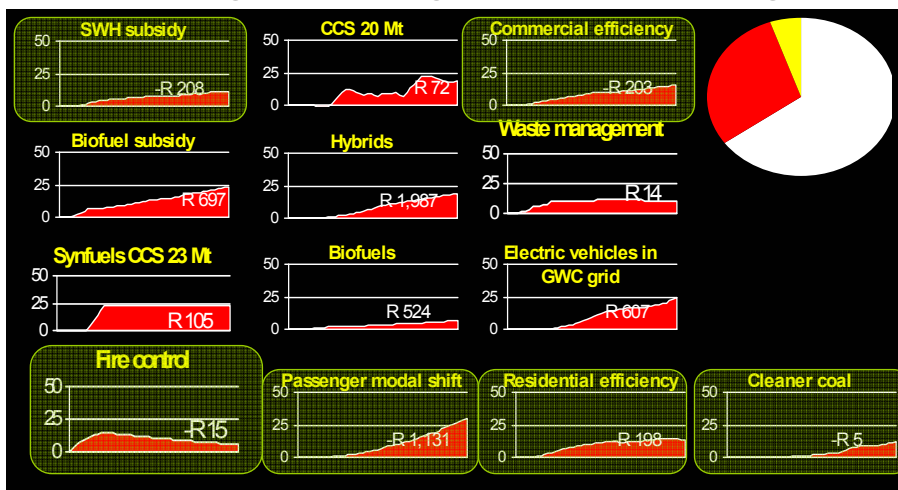 SWH subsidy
50
25
0
-R 208
CCS 20 Mt
50
25
0
R 72
Commercial efficiency
50
25
0
-R 203
Biofuel subsidy
50
25
0
R 697
Hybrids
50
25
0
R 1,987
Waste management
50
25
0
R 14
Synfuels CCS 23 Mt
50
25
0
R 105
Biofuels
50
25
0
R 524
Electric vehicles in
GWC grid
50
25
0
R 607
Fire control
50
25
0
-R 15
Passenger modal shift
50
25
0
-R 1,131
Residential efficiency
50
25
0
-R 198
Cleaner coal
50
25
0
-R 5